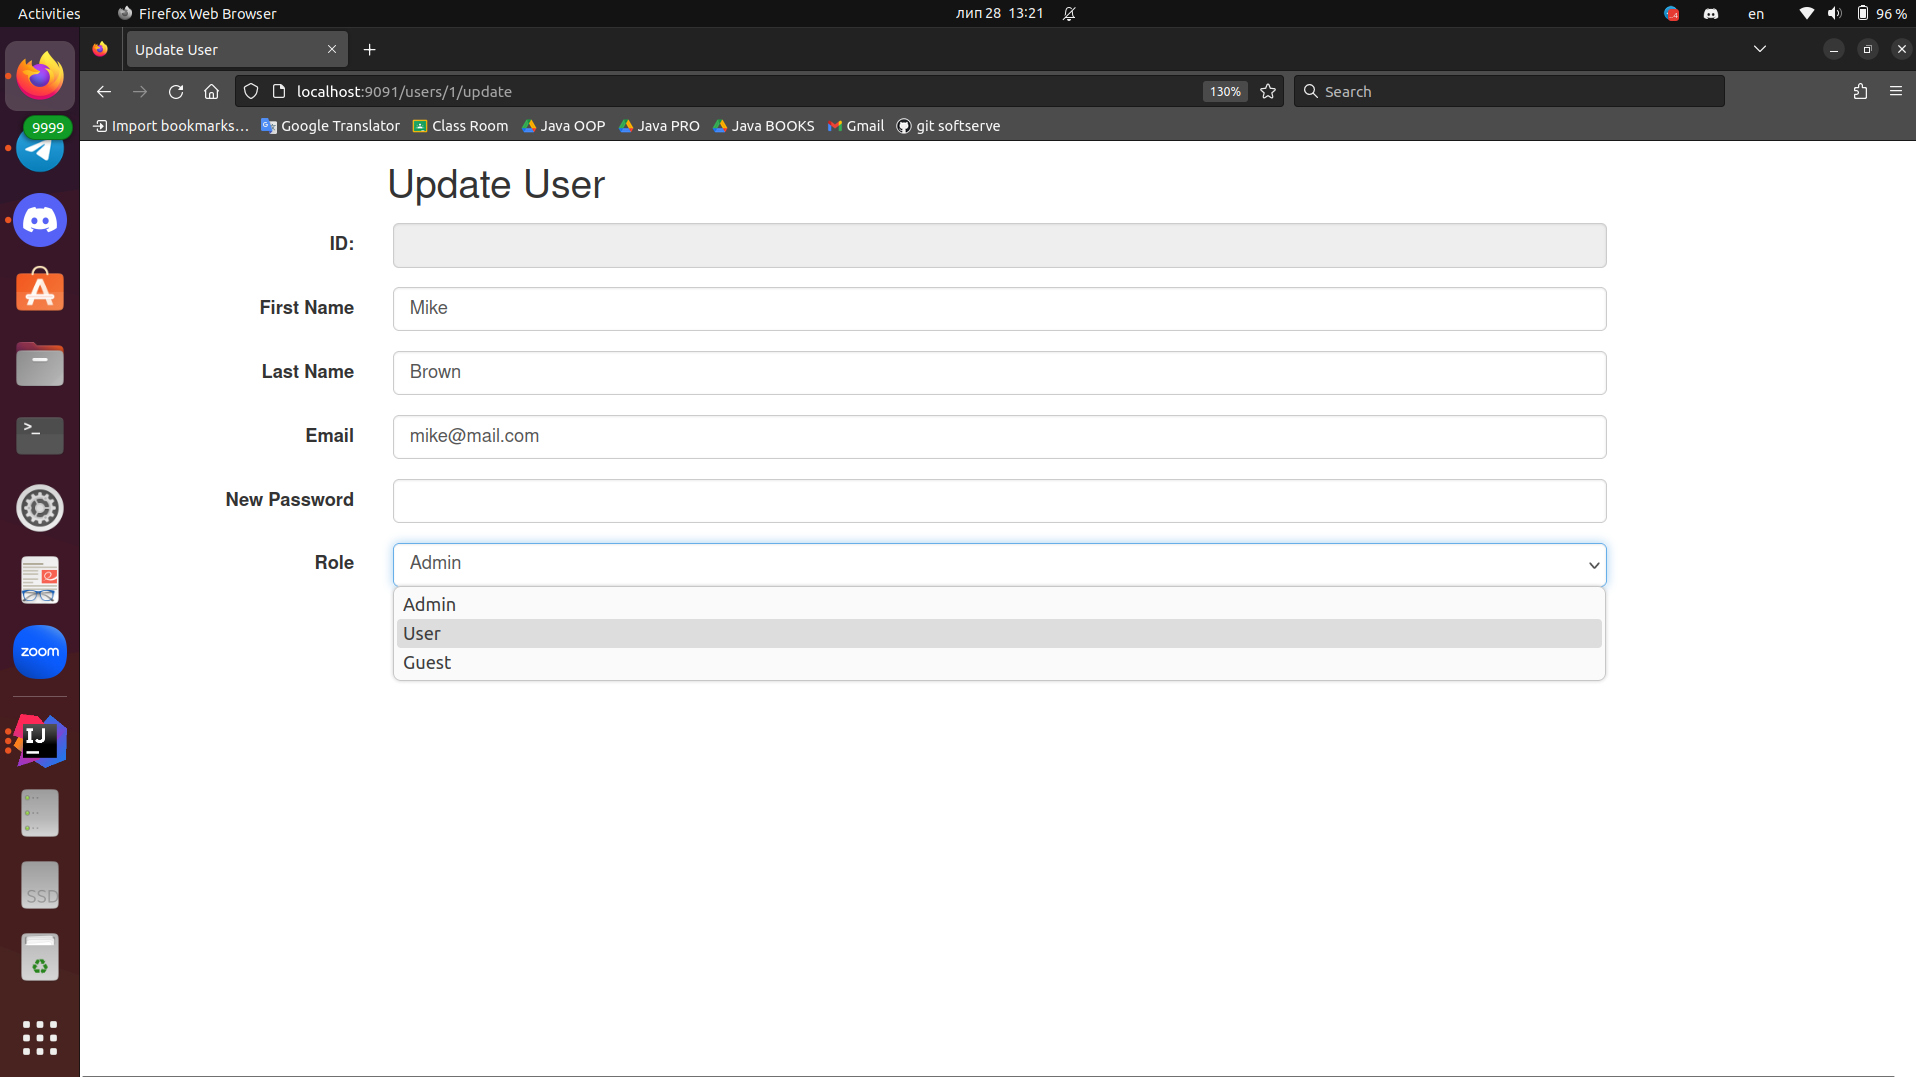 Activities Firefox Web Browser лип 28 13:21 en 96 %
Update User
localhost:9091/users/1/update 130% Search
Import bookmarks… Google Translator Class Room Java OOP Java PRO Java BOOKS Gmail git softserve
9999
Update User
ID:
First Name Mike
Last Name Brown
Email mike@mail.com
New Password
Role Admin
Admin
User
Guest
zoom
IJ
SSD